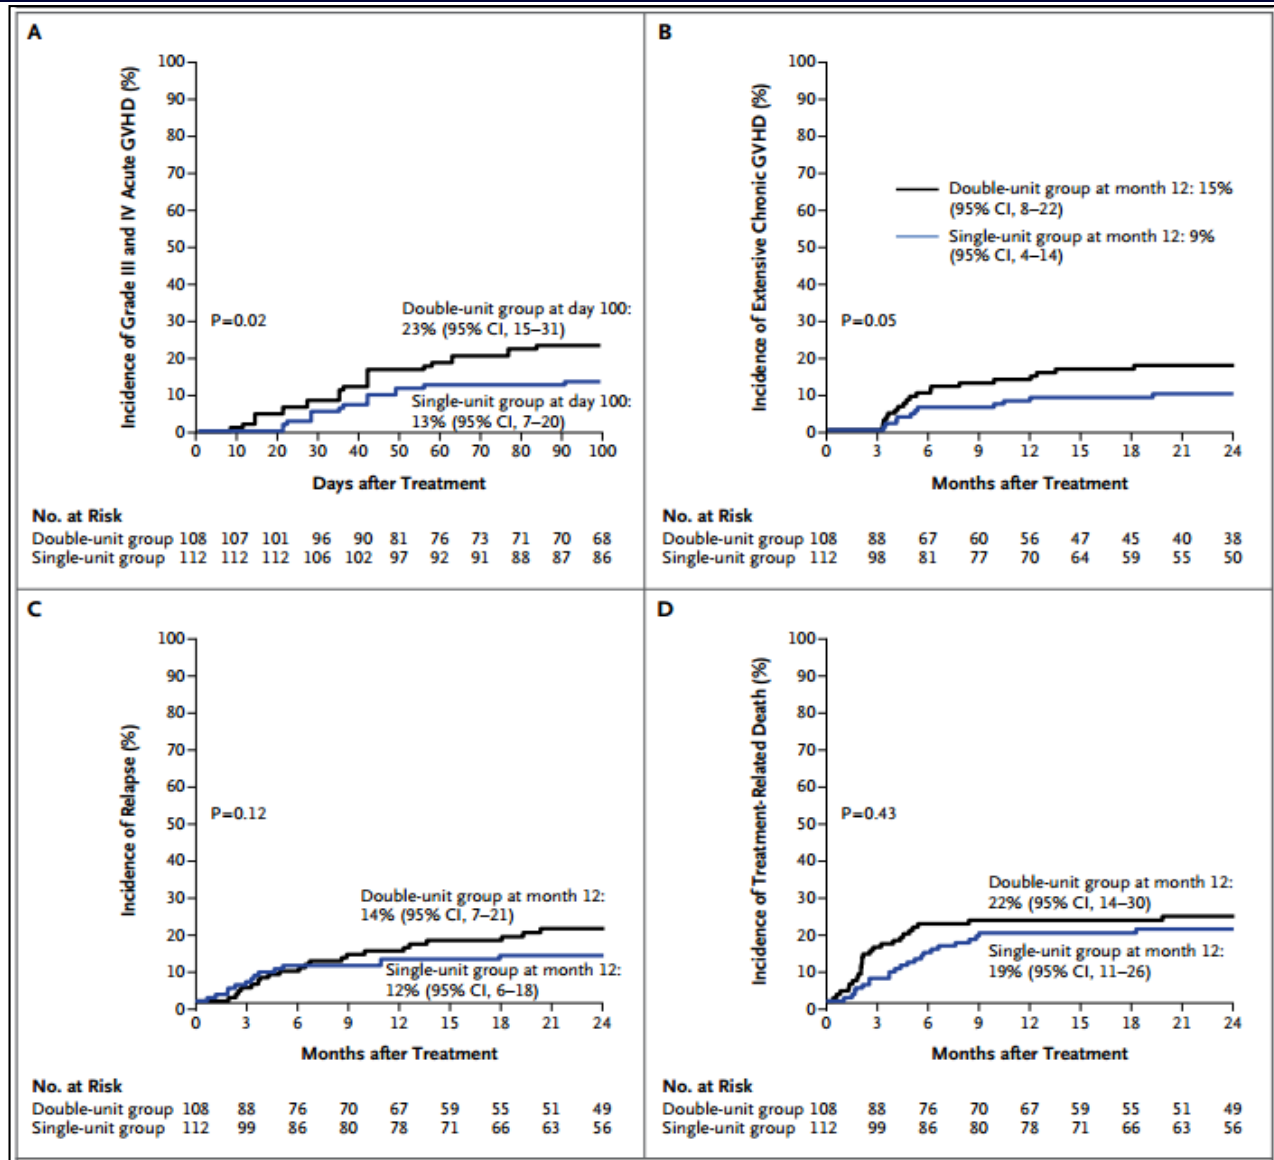 A
Incidence of Grade III and IV Acute GVHD (%)
100
90
80
70
60
50
40
30
20
10
0
P=0.02
Double-unit group at day 100:
23% (95% CI, 15–31)
Single-unit group at day 100:
13% (95% CI, 7–20)
0 10 20 30 40 50 60 70 80 90 100
Days after Treatment
No. at Risk
Double-unit group 108 107 101 96 90 81 76 73 71 70 68
Single-unit group 112 112 112 106 102 97 92 91 88 87 86
B
Incidence of Extensive Chronic GVHD (%)
100
90
80
70
60
50
40
30
20
10
0
Double-unit group at month 12: 15%
(95% CI, 8–22)
Single-unit group at month 12: 9%
(95% CI, 4–14)
P=0.05
0 3 6 9 12 15 18 21 24
Months after Treatment
No. at Risk
Double-unit group 108 88 67 60 56 47 45 40 38
Single-unit group 112 98 81 77 70 64 59 55 50
C
Incidence of Relapse (%)
100
90
80
70
60
50
40
30
20
10
0
P=0.12
Double-unit group at month 12:
14% (95% CI, 7–21)
Single-unit group at month 12:
12% (95% CI, 6–18)
0 3 6 9 12 15 18 21 24
Months after Treatment
No. at Risk
Double-unit group 108 88 76 70 67 59 55 51 49
Single-unit group 112 99 86 80 78 71 66 63 56
D
Incidence of Treatment-Related Death (%)
100
90
80
70
60
50
40
30
20
10
0
P=0.43
Double-unit group at month 12:
22% (95% CI, 14–30)
Single-unit group at month 12:
19% (95% CI, 11–26)
0 3 6 9 12 15 18 21 24
Months after Treatment
No. at Risk
Double-unit group 108 88 76 70 67 59 55 51 49
Single-unit group 112 99 86 80 78 71 66 63 56